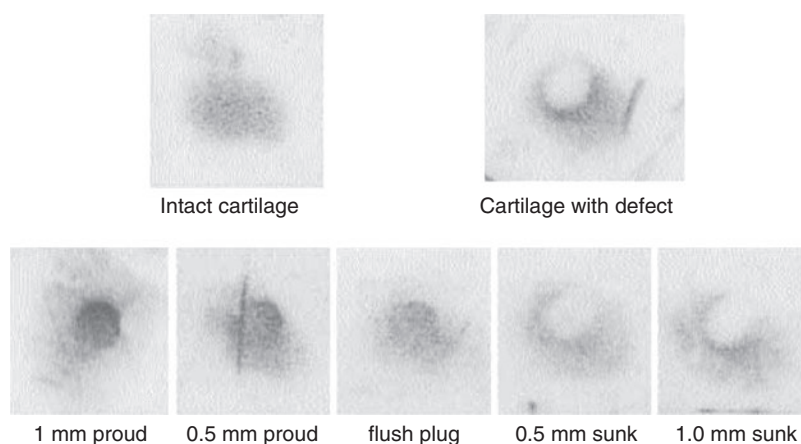 Intact cartilage
Cartilage with defect
1 mm proud
0.5 mm proud
flush plug
0.5 mm sunk
1.0 mm sunk